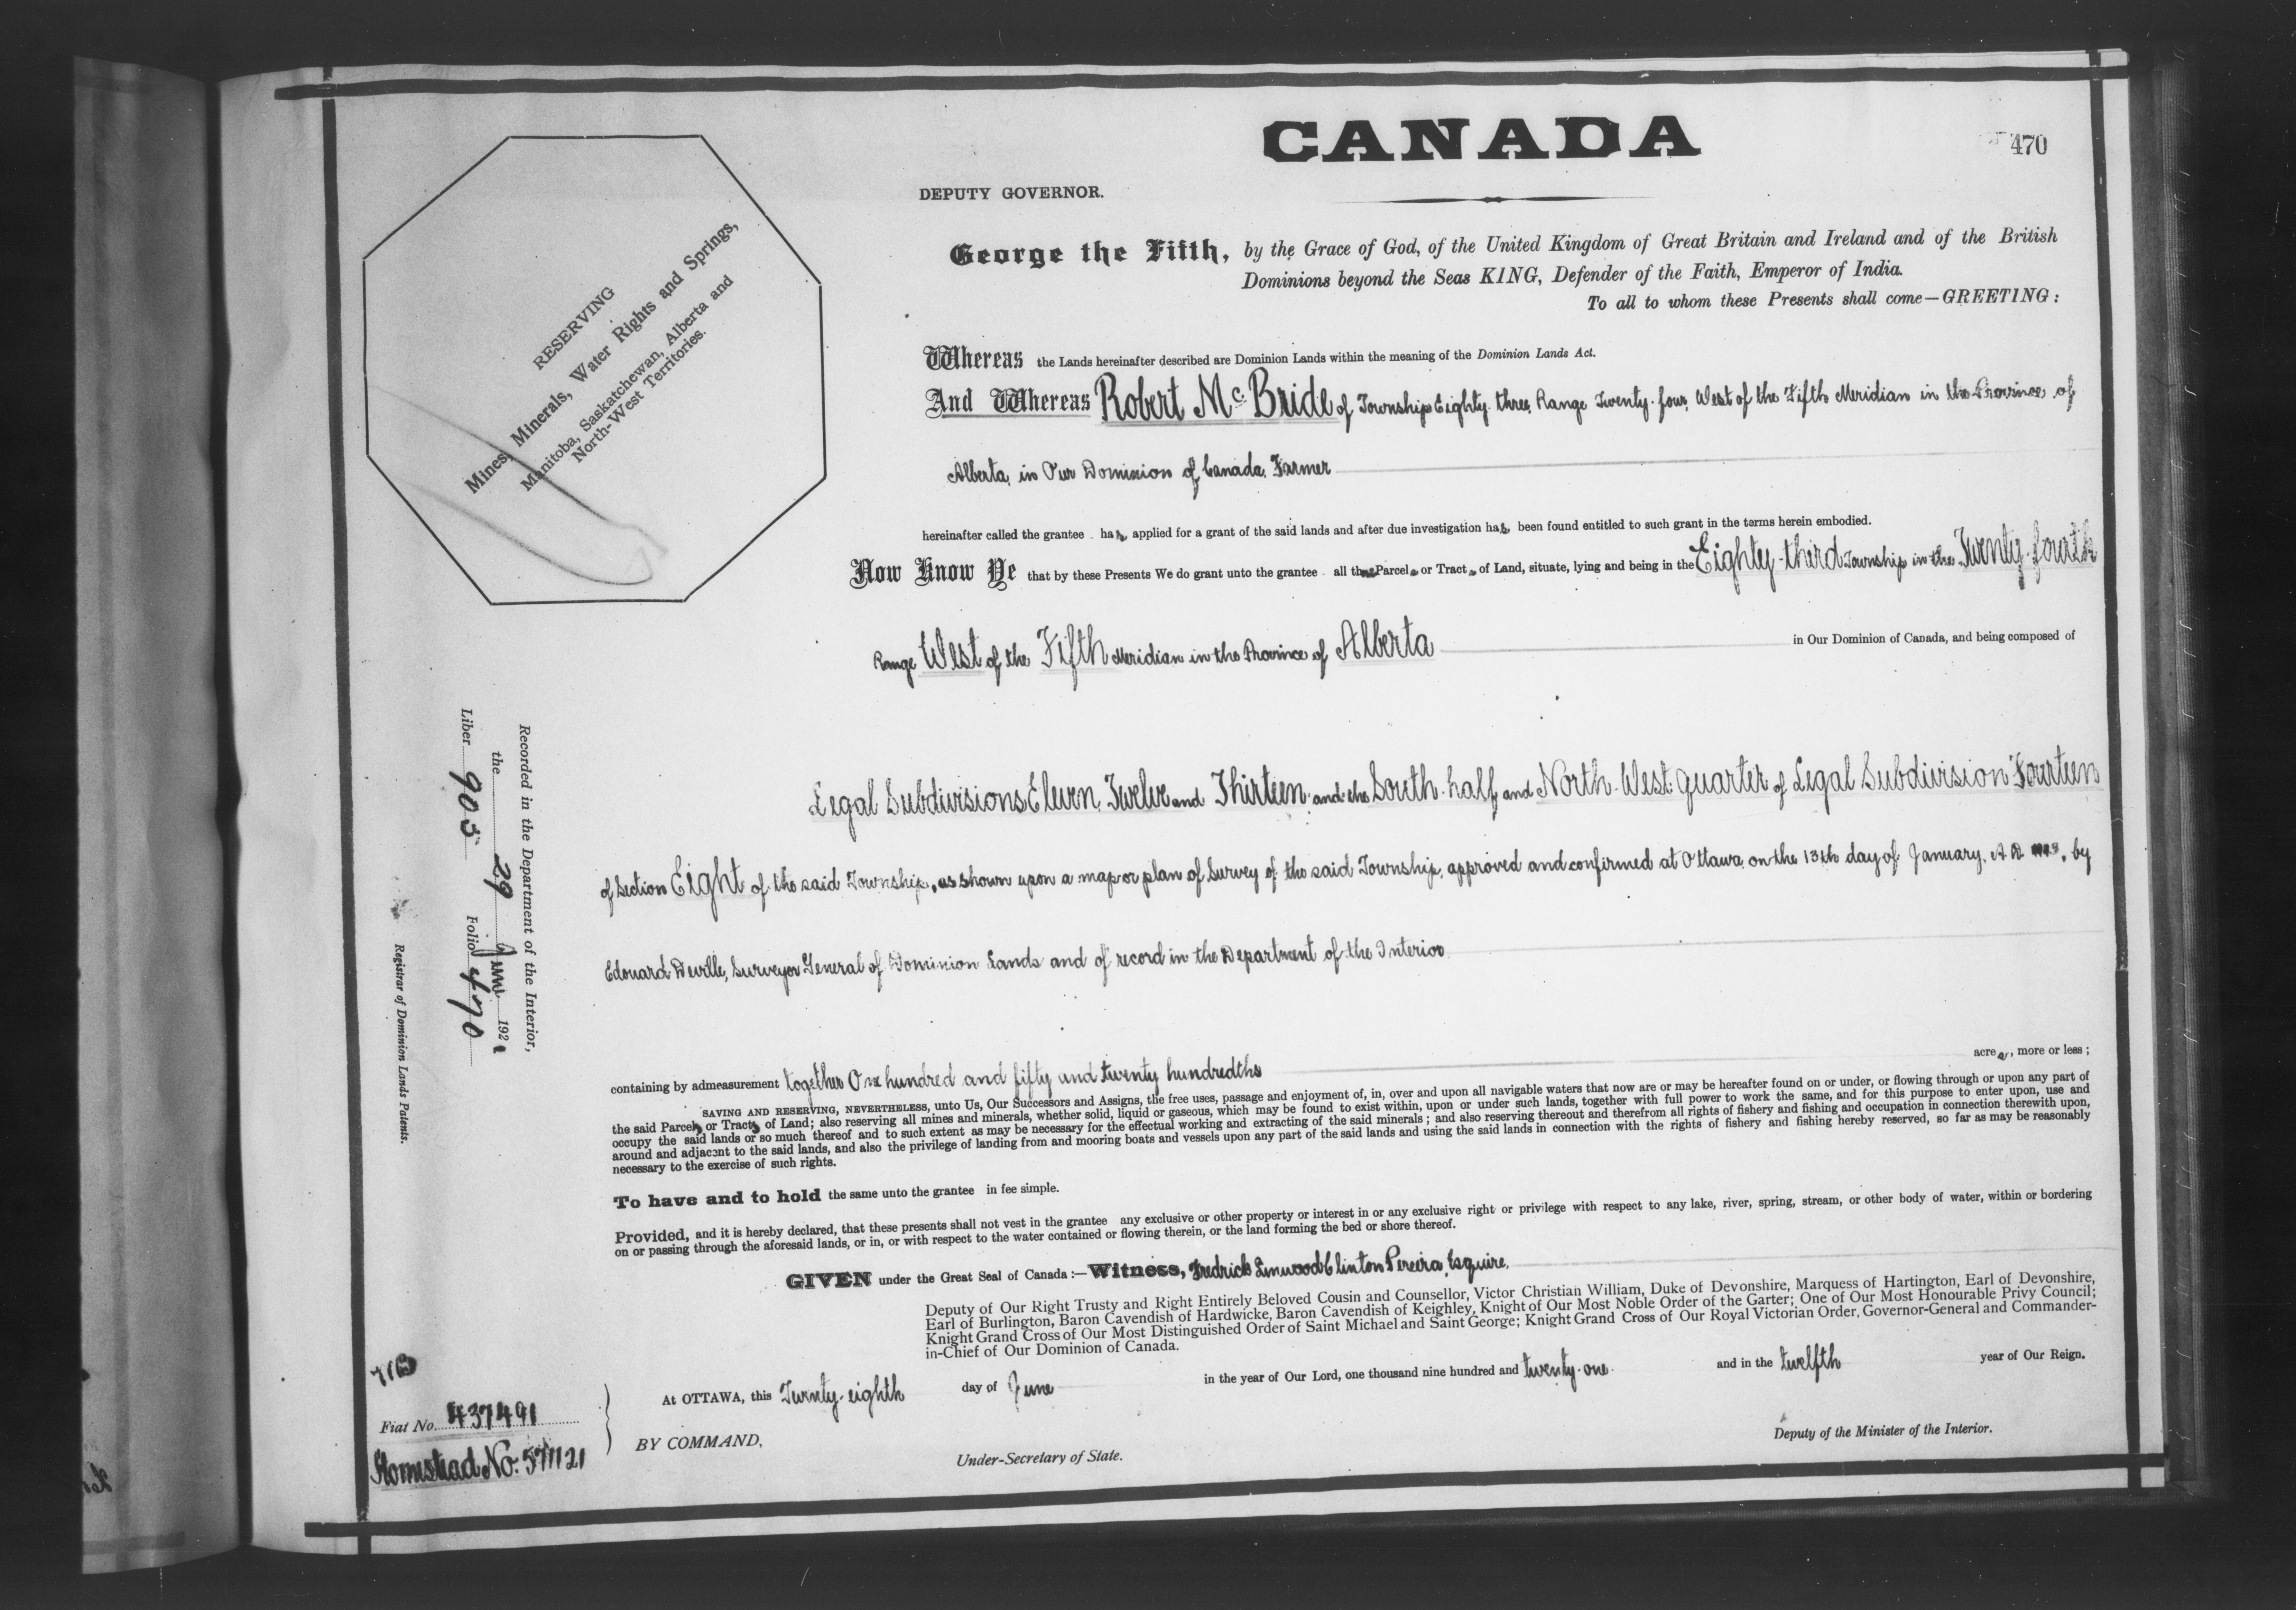 CANADA
470
DEPUTY GOVERNOR.
George the Fifth, by the Grace of God, of the United Kingdom of Great Britain and Ireland and of the British
Dominions beyond the Seas KING, Defender of the Faith, Emperor of India.
To all to whom these Presents shall come—GREETING:
RESERVING
Mines, Minerals, Water Rights and Springs,
Manitoba, Saskatchewan, Alberta and
North-West Territories.
Whereas the Lands hereinafter described are Dominion Lands within the meaning of the Dominion Lands Act.
And Whereas Robert McBride of Township Eighty-three, Range Twenty-four, West of the Fifth Meridian in the Province of
Alberta, in Our Dominion of Canada, Farmer
hereinafter called the grantee has applied for a grant of the said lands and after due investigation has been found entitled to such grant in the terms herein embodied.
Now Know Ye that by these Presents We do grant unto the grantee all those Parcels or Tracts of Land, situate, lying and being in the Eighty-third Township in the Twenty-fourth
Range West of the Fifth Meridian in the Province of Alberta in Our Dominion of Canada, and being composed of
Legal Subdivisions Eleven, Twelve and Thirteen and the South half and North West quarter of Legal Subdivision Fourteen
of Section Eight of the said Township, as shown upon a map or plan of Survey of the said Township, approved and confirmed at Ottawa, on the 13th day of January, A.D. by
Edouard Deville, Surveyor General of Dominion Lands and of record in the Department of the Interior
containing by admeasurement together One hundred and fifty and twenty hundredths acres, more or less;
SAVING AND RESERVING, NEVERTHELESS, unto Us, Our Successors and Assigns, the free uses, passage and enjoyment of, in, over and upon all navigable waters that now are or may be hereafter found on or under, or flowing through or upon any part of
the said Parcels or Tracts of Land; also reserving all mines and minerals, whether solid, liquid or gaseous, which may be found to exist within, upon or under such lands, together with full power to work the same, and for this purpose to enter upon, use and
occupy the said lands or so much thereof and to such extent as may be necessary for the effectual working and extracting of the said minerals; and also reserving thereout and therefrom all rights of fishery and fishing and occupation in connection therewith upon,
around and adjacent to the said lands, and also the privilege of landing from and mooring boats and vessels upon any part of the said lands and using the said lands in connection with the rights of fishery and fishing hereby reserved, so far as may be reasonably
necessary to the exercise of such rights.
To have and to hold the same unto the grantee in fee simple.
Provided, and it is hereby declared, that these presents shall not vest in the grantee any exclusive or other property or interest in or any exclusive right or privilege with respect to any lake, river, spring, stream, or other body of water, within or bordering
on or passing through the aforesaid lands, or in, or with respect to the water contained or flowing therein, or the land forming the bed or shore thereof.
GIVEN under the Great Seal of Canada:—Witness, Fredrick Linwood Clinton Pereira, Esquire,
Deputy of Our Right Trusty and Right Entirely Beloved Cousin and Counsellor, Victor Christian William, Duke of Devonshire, Marquess of Hartington, Earl of Devonshire,
Earl of Burlington, Baron Cavendish of Hardwicke, Baron Cavendish of Keighley, Knight of Our Most Noble Order of the Garter; One of Our Most Honourable Privy Council;
Knight Grand Cross of Our Most Distinguished Order of Saint Michael and Saint George; Knight Grand Cross of Our Royal Victorian Order, Governor-General and Commander-
in-Chief of Our Dominion of Canada.
At OTTAWA, this Twenty-eighth day of June in the year of Our Lord, one thousand nine hundred and twenty-one and in the twelfth year of Our Reign.
BY COMMAND,
Under-Secretary of State.
Deputy of the Minister of the Interior.
Recorded in the Department of the Interior,
the 29 June 1921
Liber 905 Folio 470
Registrar of Dominion Lands Patents.
Fiat No. 437491
Homestead No.